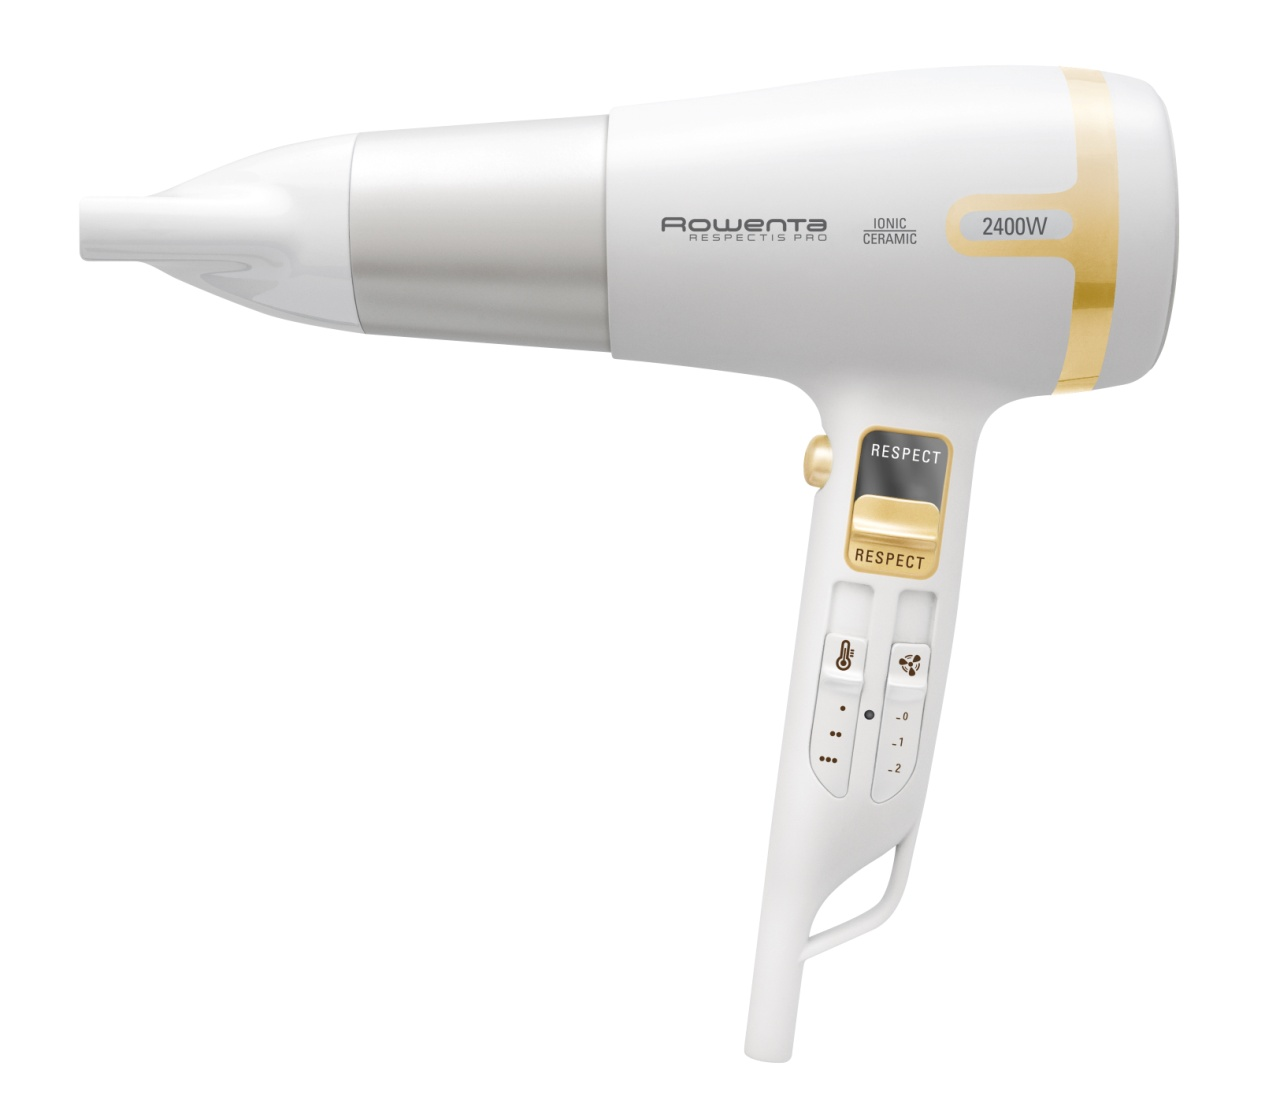 Rowenta
RESPECTIS PRO
IONIC
CERAMIC
2400W
RESPECT
RESPECT
0
1
2